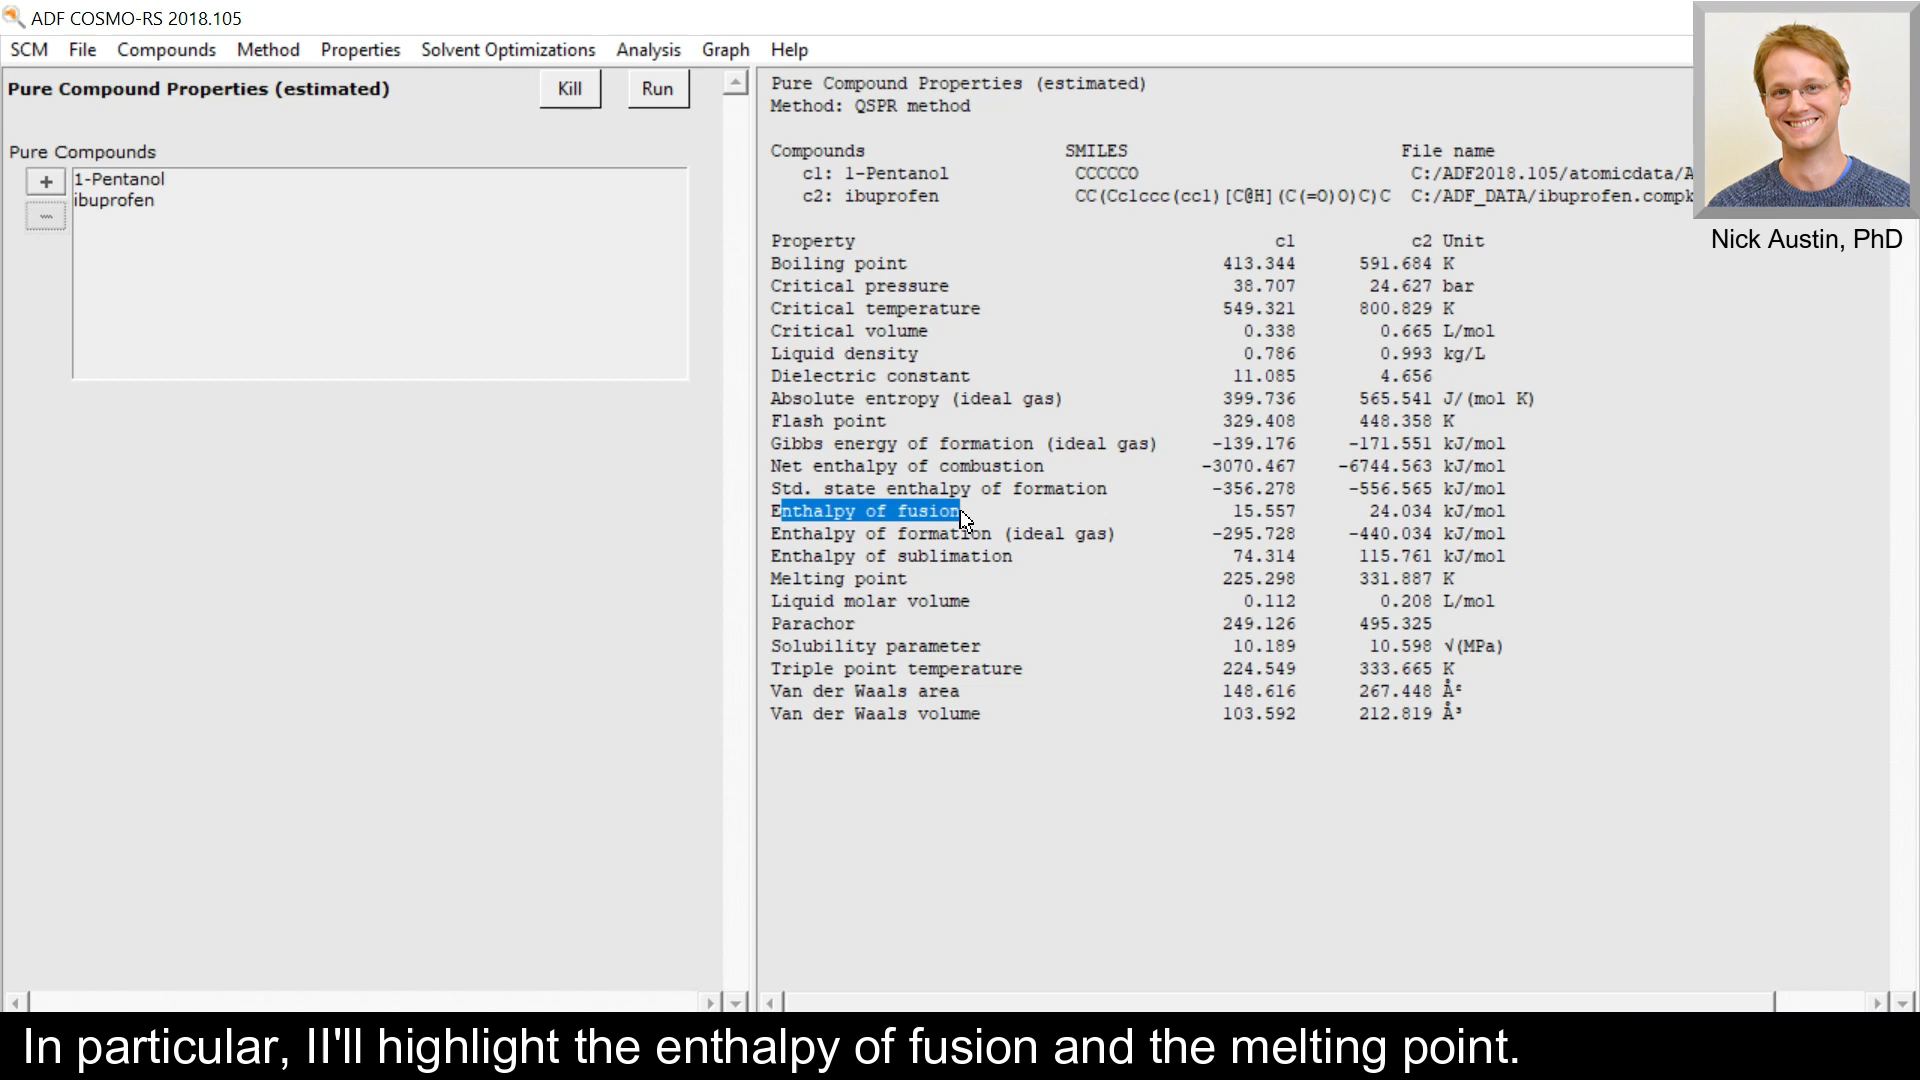 ADF COSMO-RS 2018.105
SCM File Compounds Method Properties Solvent Optimizations Analysis Graph Help
Pure Compound Properties (estimated) Kill Run
Pure Compounds
+ 1-Pentanol
ibuprofen
Pure Compound Properties (estimated)
Method: QSPR method
Compounds SMILES File name
c1: 1-Pentanol CCCCCO C:/ADF2018.105/atomicdata/A
c2: ibuprofen CC(Cc1ccc(cc1)[C@H](C(=O)O)C)C C:/ADF_DATA/ibuprofen.compk
Property c1 c2 Unit
Boiling point 413.344 591.684 K
Critical pressure 38.707 24.627 bar
Critical temperature 549.321 800.829 K
Critical volume 0.338 0.665 L/mol
Liquid density 0.786 0.993 kg/L
Dielectric constant 11.085 4.656
Absolute entropy (ideal gas) 399.736 565.541 J/(mol K)
Flash point 329.408 448.358 K
Gibbs energy of formation (ideal gas) -139.176 -171.551 kJ/mol
Net enthalpy of combustion -3070.467 -6744.563 kJ/mol
Std. state enthalpy of formation -356.278 -556.565 kJ/mol
Enthalpy of fusion 15.557 24.034 kJ/mol
Enthalpy of formation (ideal gas) -295.728 -440.034 kJ/mol
Enthalpy of sublimation 74.314 115.761 kJ/mol
Melting point 225.298 331.887 K
Liquid molar volume 0.112 0.208 L/mol
Parachor 249.126 495.325
Solubility parameter 10.189 10.598 √(MPa)
Triple point temperature 224.549 333.665 K
Van der Waals area 148.616 267.448 Å²
Van der Waals volume 103.592 212.819 Å³
Nick Austin, PhD
In particular, II'll highlight the enthalpy of fusion and the melting point.